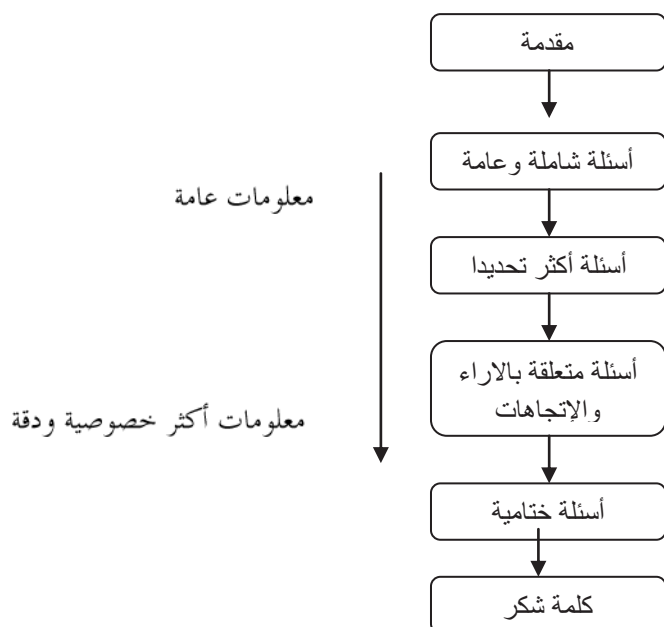 مقدمة
أسئلة شاملة وعامة
معلومات عامة
أسئلة أكثر تحديدا
أسئلة متعلقة بالاراء
والإتجاهات
معلومات أكثر خصوصية ودقة
أسئلة ختامية
كلمة شكر